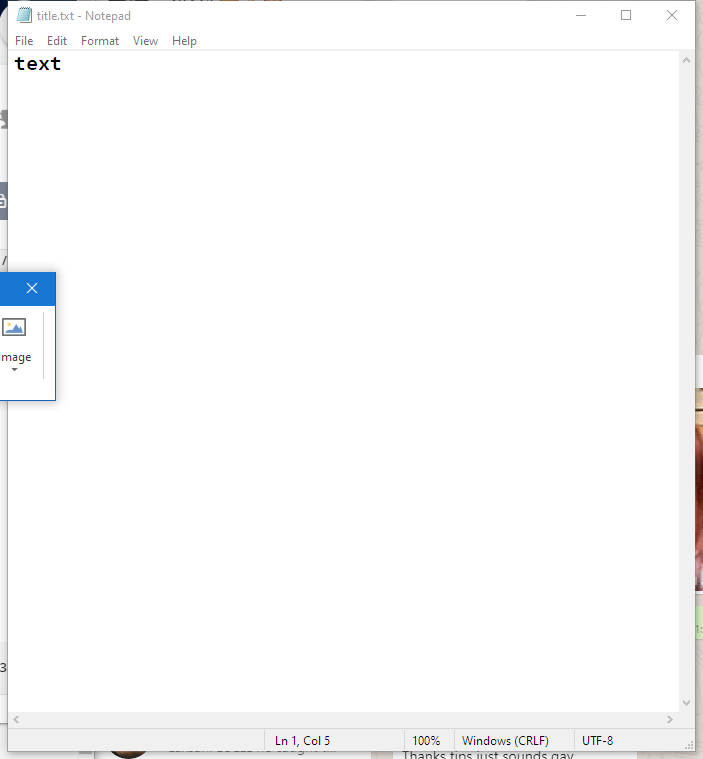 title.txt - Notepad
File Edit Format View Help
text
mage
3
Ln 1, Col 5 100% Windows (CRLF) UTF-8
Thanks tips just sounds gay